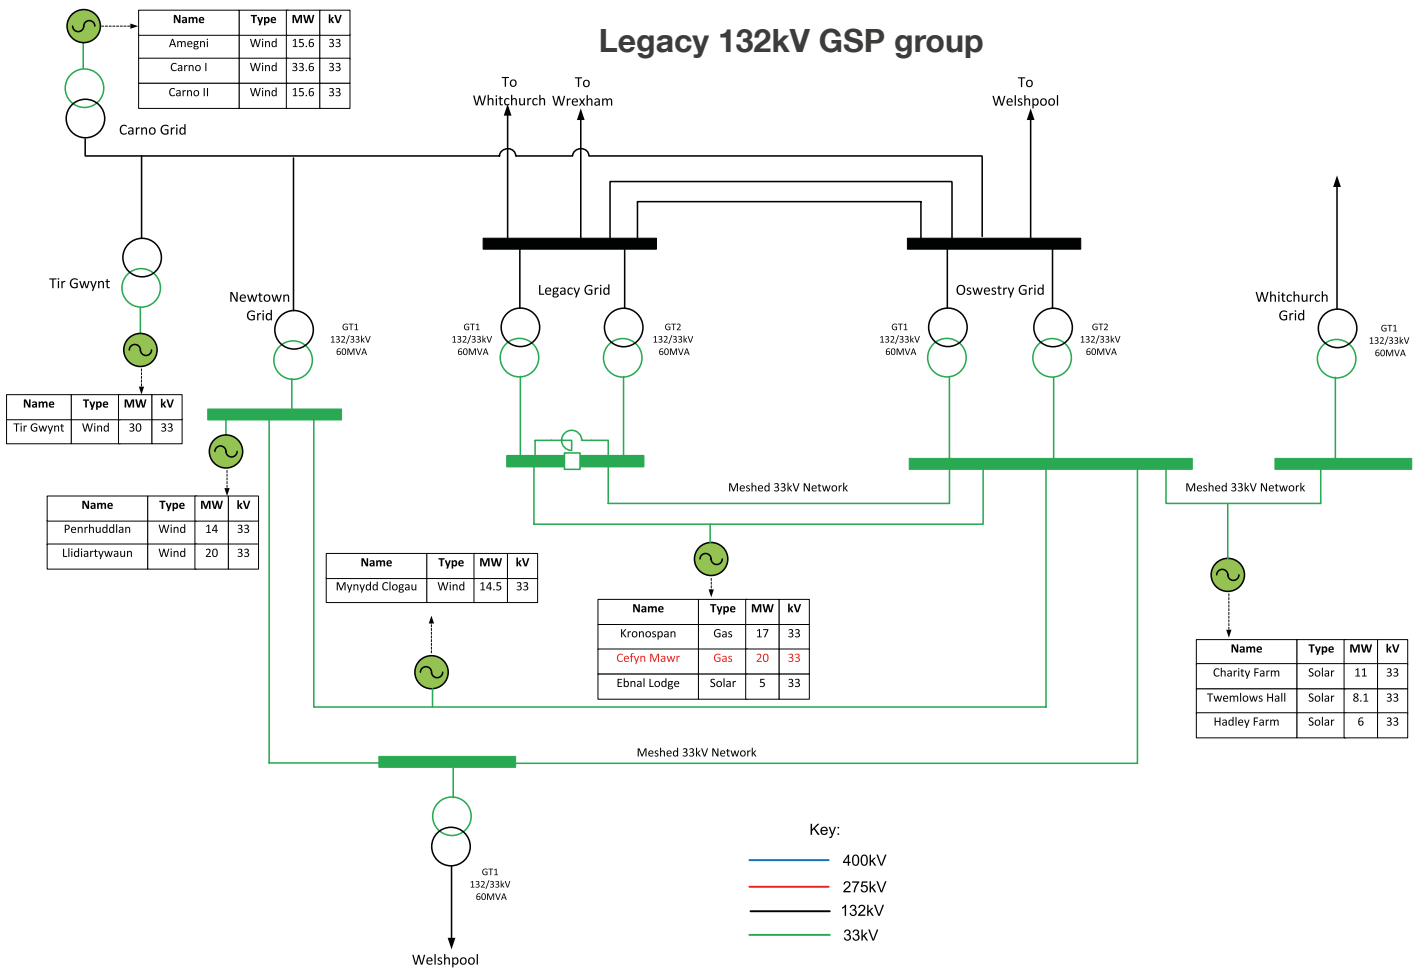 Legacy 132kV GSP group
Name Type MW kV
Amegni Wind 15.6 33
Carno I Wind 33.6 33
Carno II Wind 15.6 33
Carno Grid
To
Whitchurch
To
Wrexham
To
Welshpool
Tir Gwynt
Newtown
Grid
GT1
132/33kV
60MVA
Legacy Grid
GT1
132/33kV
60MVA
GT2
132/33kV
60MVA
Oswestry Grid
GT1
132/33kV
60MVA
GT2
132/33kV
60MVA
Whitchurch
Grid
GT1
132/33kV
60MVA
Name Type MW kV
Tir Gwynt Wind 30 33
Name Type MW kV
Penrhuddlan Wind 14 33
Llidiartywaun Wind 20 33
Meshed 33kV Network
Meshed 33kV Network
Name Type MW kV
Mynydd Clogau Wind 14.5 33
Name Type MW kV
Kronospan Gas 17 33
Cefyn Mawr Gas 20 33
Ebnal Lodge Solar 5 33
Name Type MW kV
Charity Farm Solar 11 33
Twemlows Hall Solar 8.1 33
Hadley Farm Solar 6 33
Meshed 33kV Network
GT1
132/33kV
60MVA
Welshpool
Key:
400kV
275kV
132kV
33kV